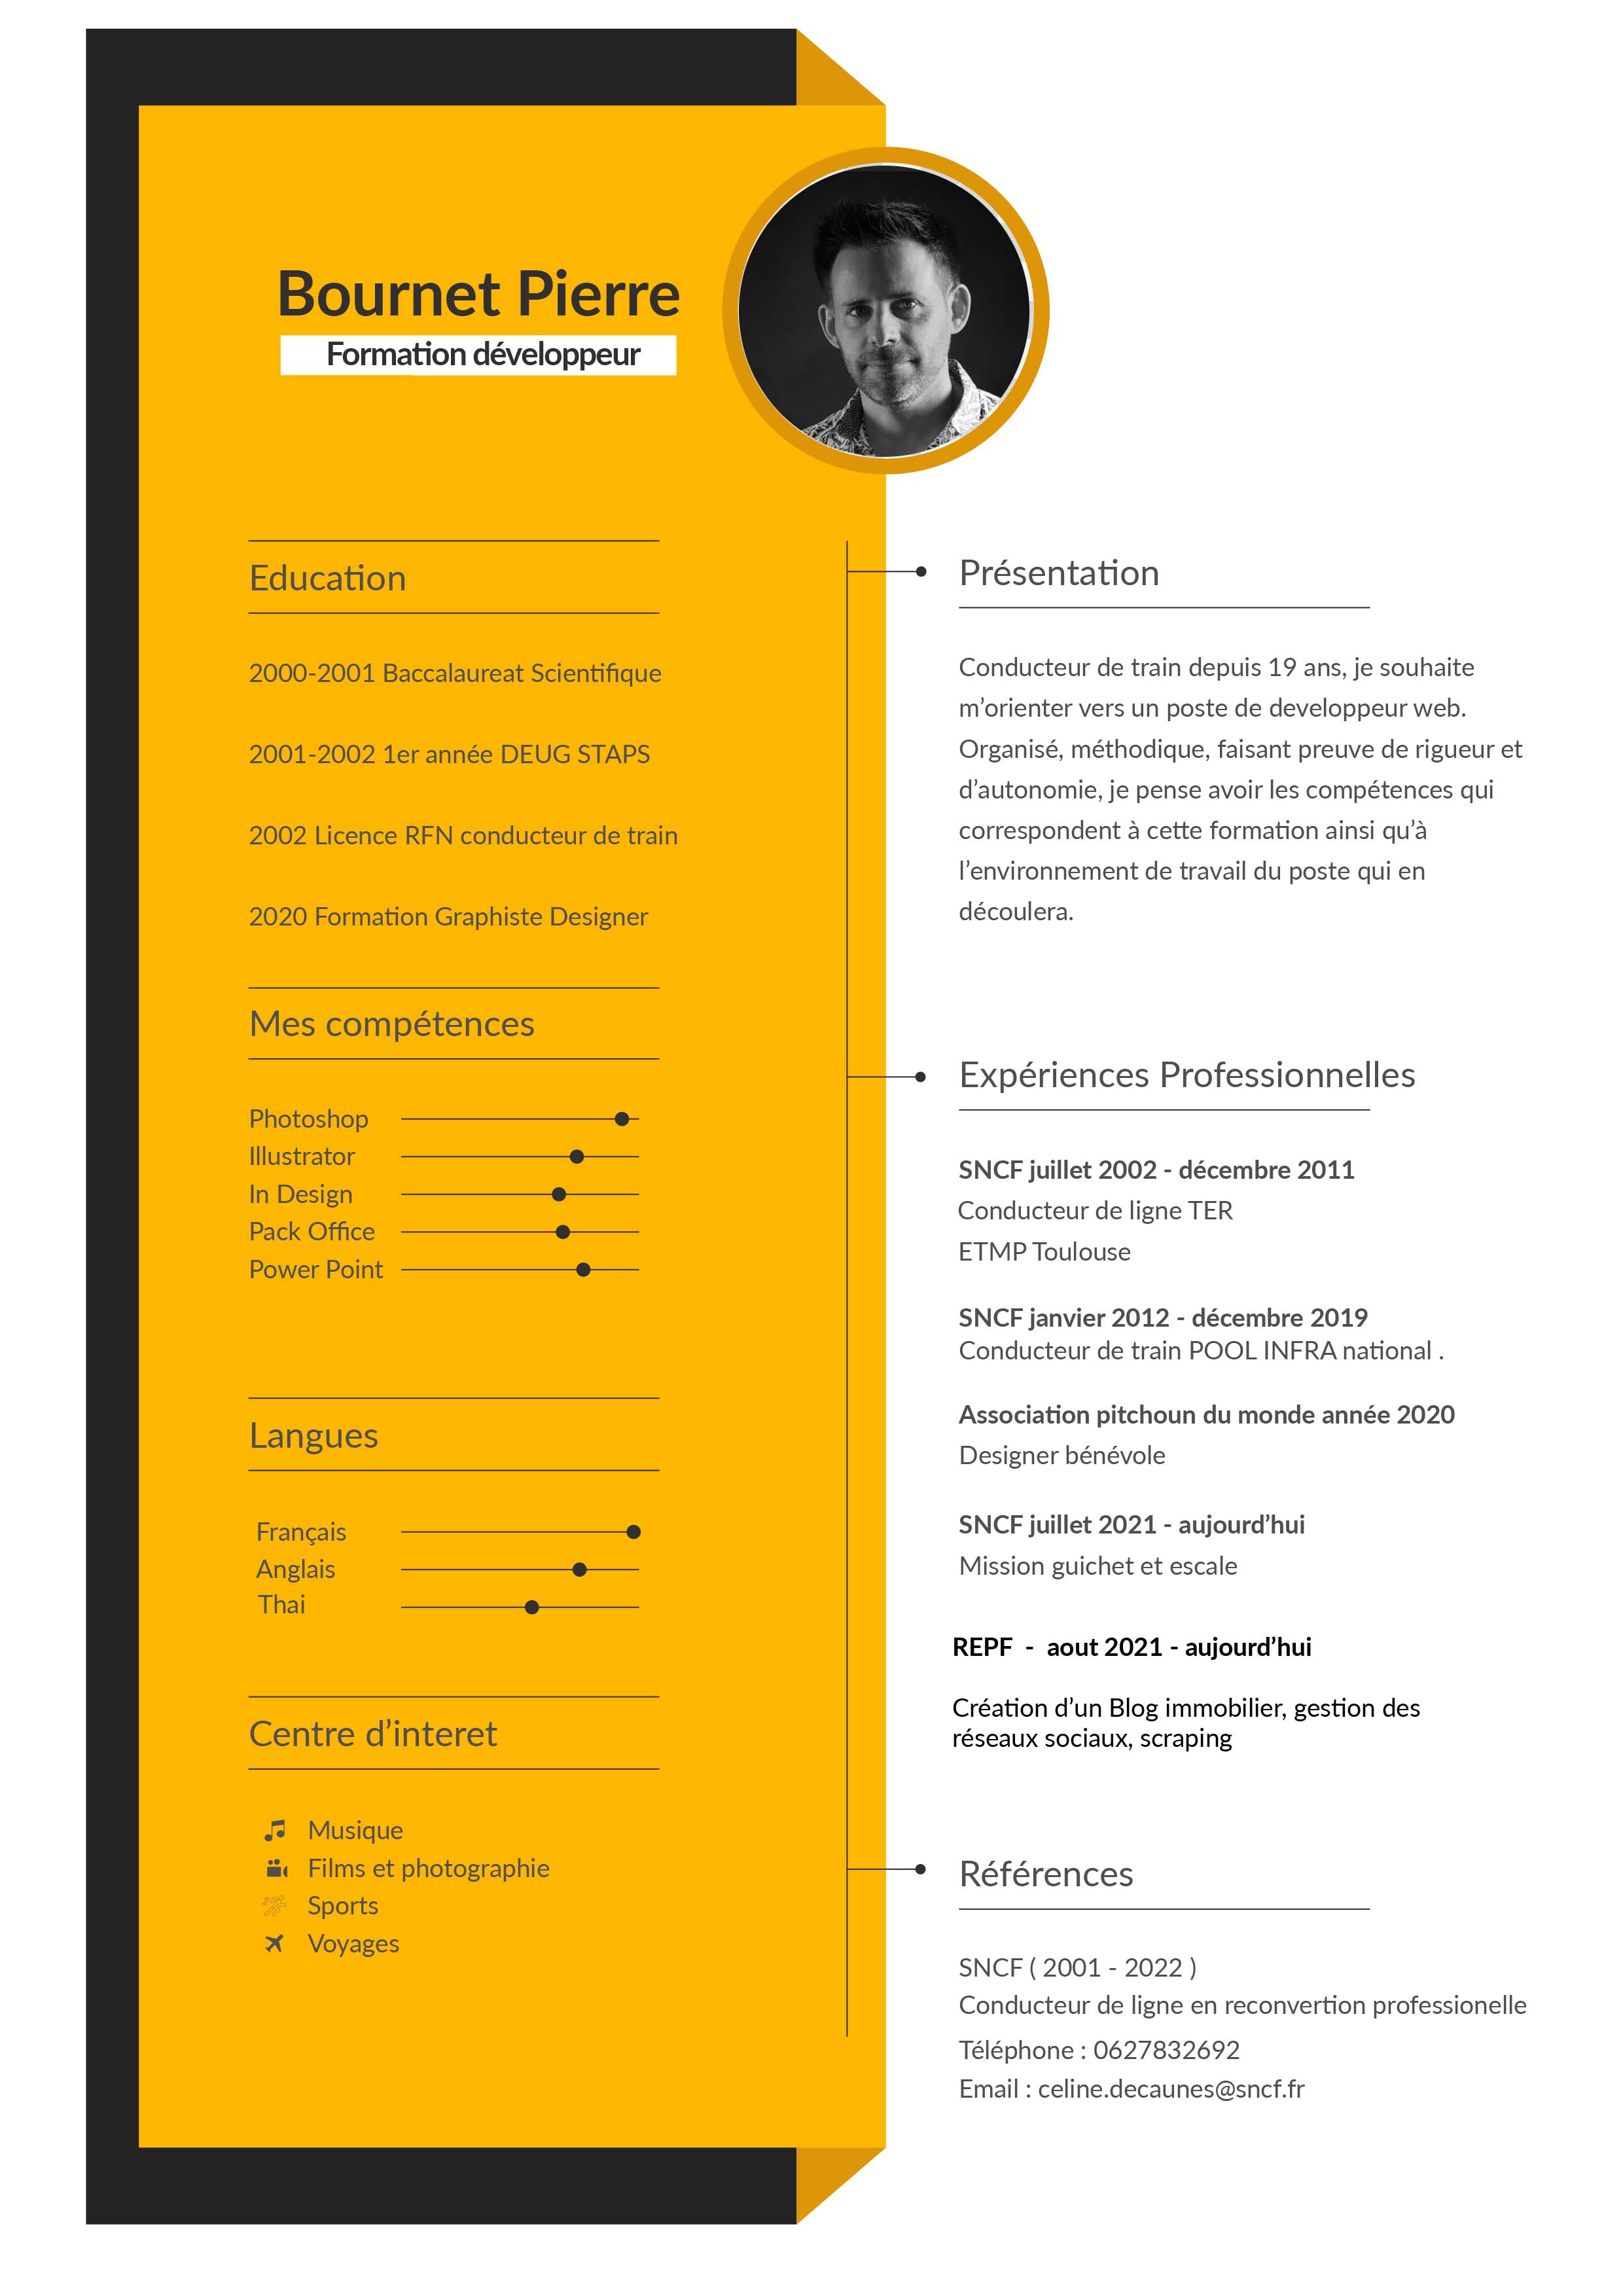 Bournet Pierre
Formation développeur
Education
2000-2001 Baccalaureat Scientifique
2001-2002 1er année DEUG STAPS
2002 Licence RFN conducteur de train
2020 Formation Graphiste Designer
Mes compétences
Photoshop
Illustrator
In Design
Pack Office
Power Point
Langues
Français
Anglais
Thai
Centre d’interet
Musique
Films et photographie
Sports
Voyages
Présentation
Conducteur de train depuis 19 ans, je souhaite
m’orienter vers un poste de developpeur web.
Organisé, méthodique, faisant preuve de rigueur et
d’autonomie, je pense avoir les compétences qui
correspondent à cette formation ainsi qu’à
l’environnement de travail du poste qui en
découlera.
Expériences Professionnelles
SNCF juillet 2002 - décembre 2011
Conducteur de ligne TER
ETMP Toulouse
SNCF janvier 2012 - décembre 2019
Conducteur de train POOL INFRA national .
Association pitchoun du monde année 2020
Designer bénévole
SNCF juillet 2021 - aujourd’hui
Mission guichet et escale
REPF - aout 2021 - aujourd’hui
Création d’un Blog immobilier, gestion des
réseaux sociaux, scraping
Références
SNCF ( 2001 - 2022 )
Conducteur de ligne en reconvertion professionelle
Téléphone : 0627832692
Email : celine.decaunes@sncf.fr